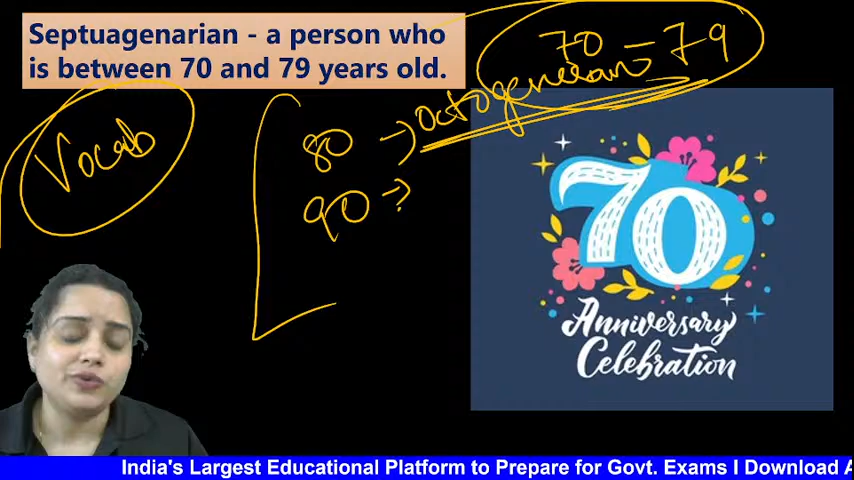 Septuagenarian - a person who
is between 70 and 79 years old.
70 - 79
Vocab
80 → octogenerian
90 →
70
Anniversary
Celebration
India's Largest Educational Platform to Prepare for Govt. Exams I Download A